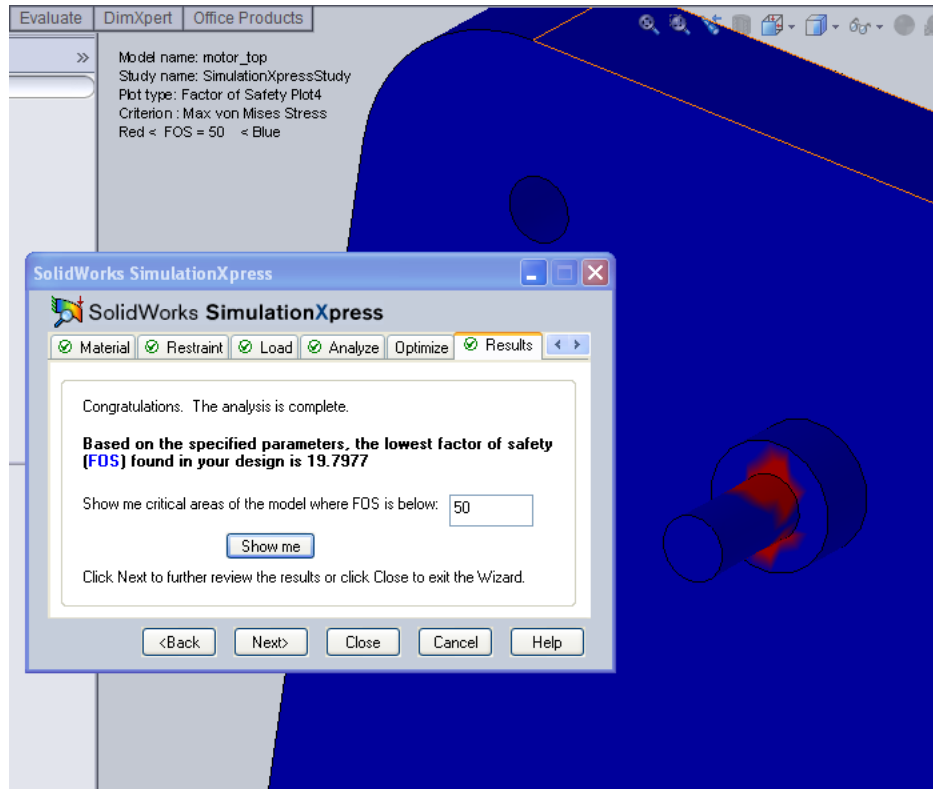 Evaluate DimXpert Office Products
Model name: motor_top
Study name: SimulationXpressStudy
Plot type: Factor of Safety Plot4
Criterion : Max von Mises Stress
Red < FOS = 50 < Blue
SolidWorks SimulationXpress
SolidWorks SimulationXpress
Material Restraint Load Analyze Optimize Results
Congratulations. The analysis is complete.
Based on the specified parameters, the lowest factor of safety
(FOS) found in your design is 19.7977
Show me critical areas of the model where FOS is below: 50
Show me
Click Next to further review the results or click Close to exit the Wizard.
<Back Next> Close Cancel Help